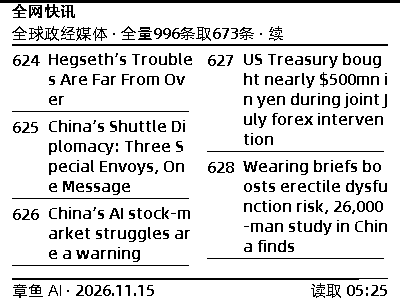 全网快讯
全球政经媒体 · 全量996条取673条 · 续
624 Hegseth's Trouble
s Are Far From Ov
er
625 China's Shuttle Di
plomacy: Three S
pecial Envoys, On
e Message
626 China's AI stock-m
arket struggles ar
e a warning
627 US Treasury boug
ht nearly $500mn i
n yen during joint J
uly forex interven
tion
628 Wearing briefs bo
osts erectile dysfu
nction risk, 26,000
-man study in Chin
a finds
章鱼 AI · 2026.11.15
读取 05:25